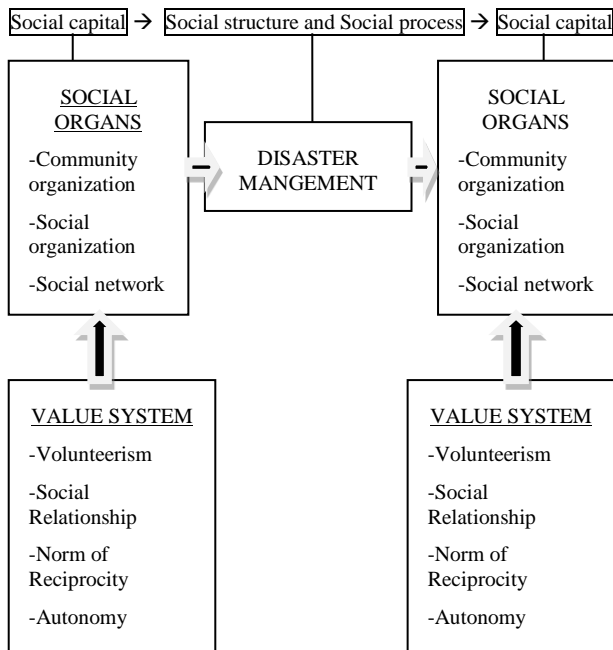 Social capital → Social structure and Social process → Social capital
SOCIAL
ORGANS
-Community
organization
-Social
organization
-Social network
DISASTER
MANGEMENT
SOCIAL
ORGANS
-Community
organization
-Social
organization
-Social network
VALUE SYSTEM
-Volunteerism
-Social
Relationship
-Norm of
Reciprocity
-Autonomy
VALUE SYSTEM
-Volunteerism
-Social
Relationship
-Norm of
Reciprocity
-Autonomy